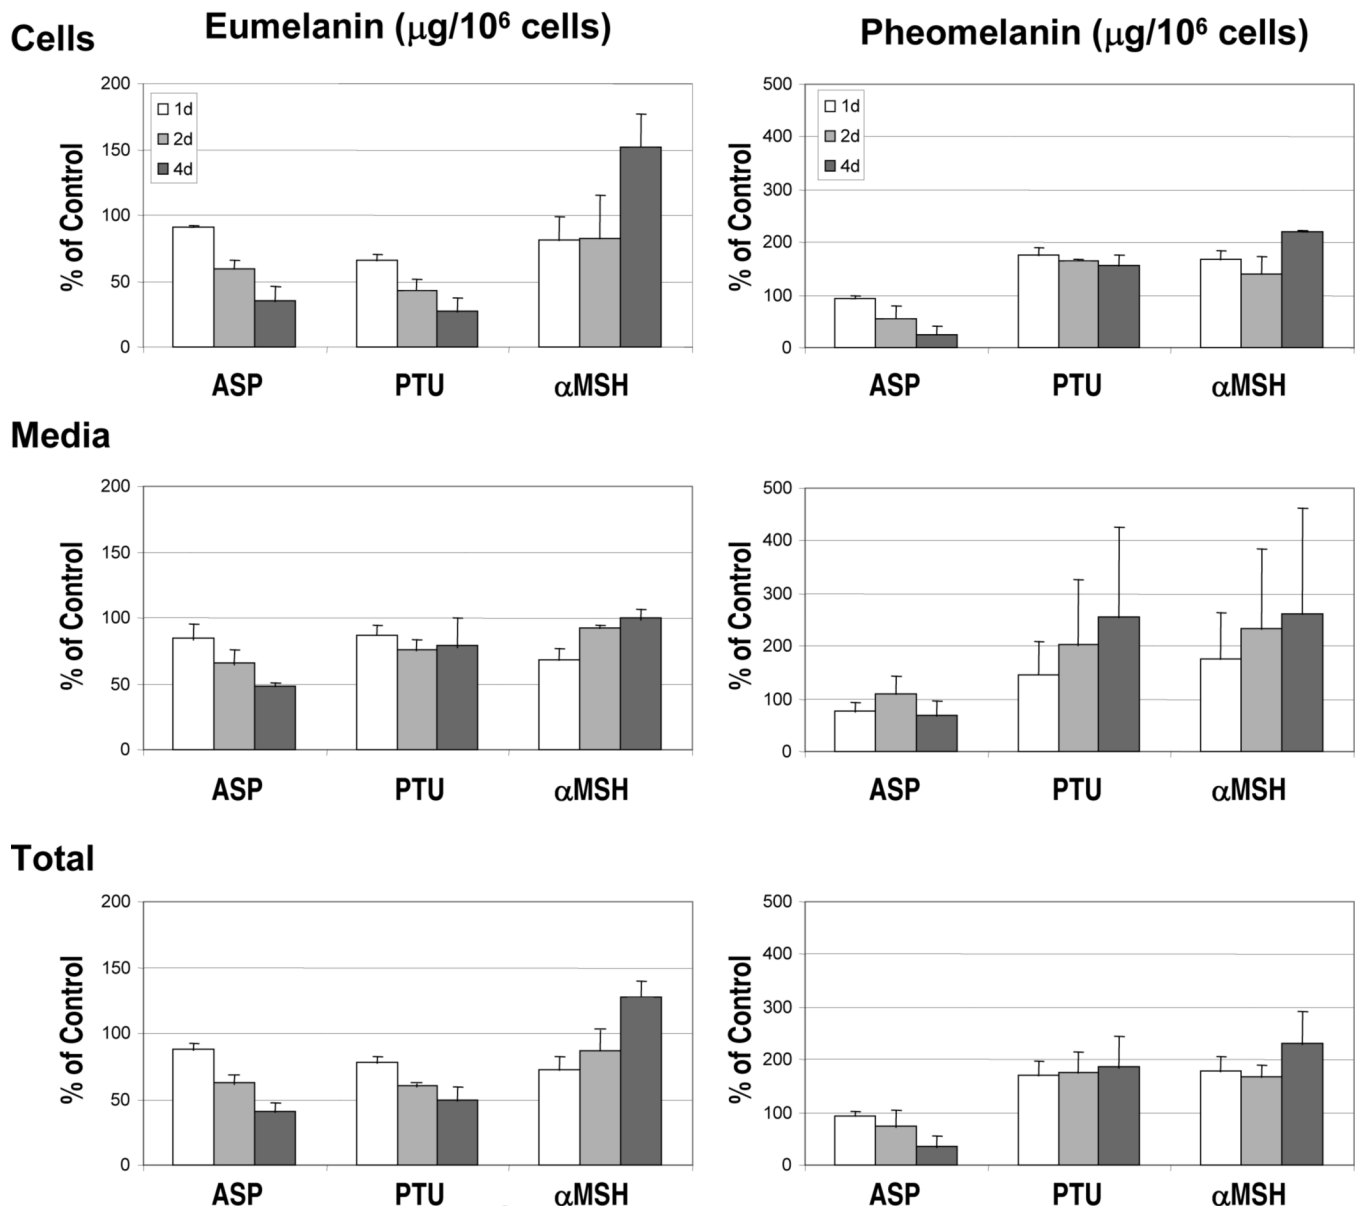 Cells
Eumelanin (μg/10⁶ cells)
Pheomelanin (μg/10⁶ cells)
% of Control
200
150
100
50
0
1d
2d
4d
ASP
PTU
αMSH
% of Control
500
400
300
200
100
0
1d
2d
4d
ASP
PTU
αMSH
Media
% of Control
200
150
100
50
0
ASP
PTU
αMSH
% of Control
500
400
300
200
100
0
ASP
PTU
αMSH
Total
% of Control
200
150
100
50
0
ASP
PTU
αMSH
% of Control
500
400
300
200
100
0
ASP
PTU
αMSH